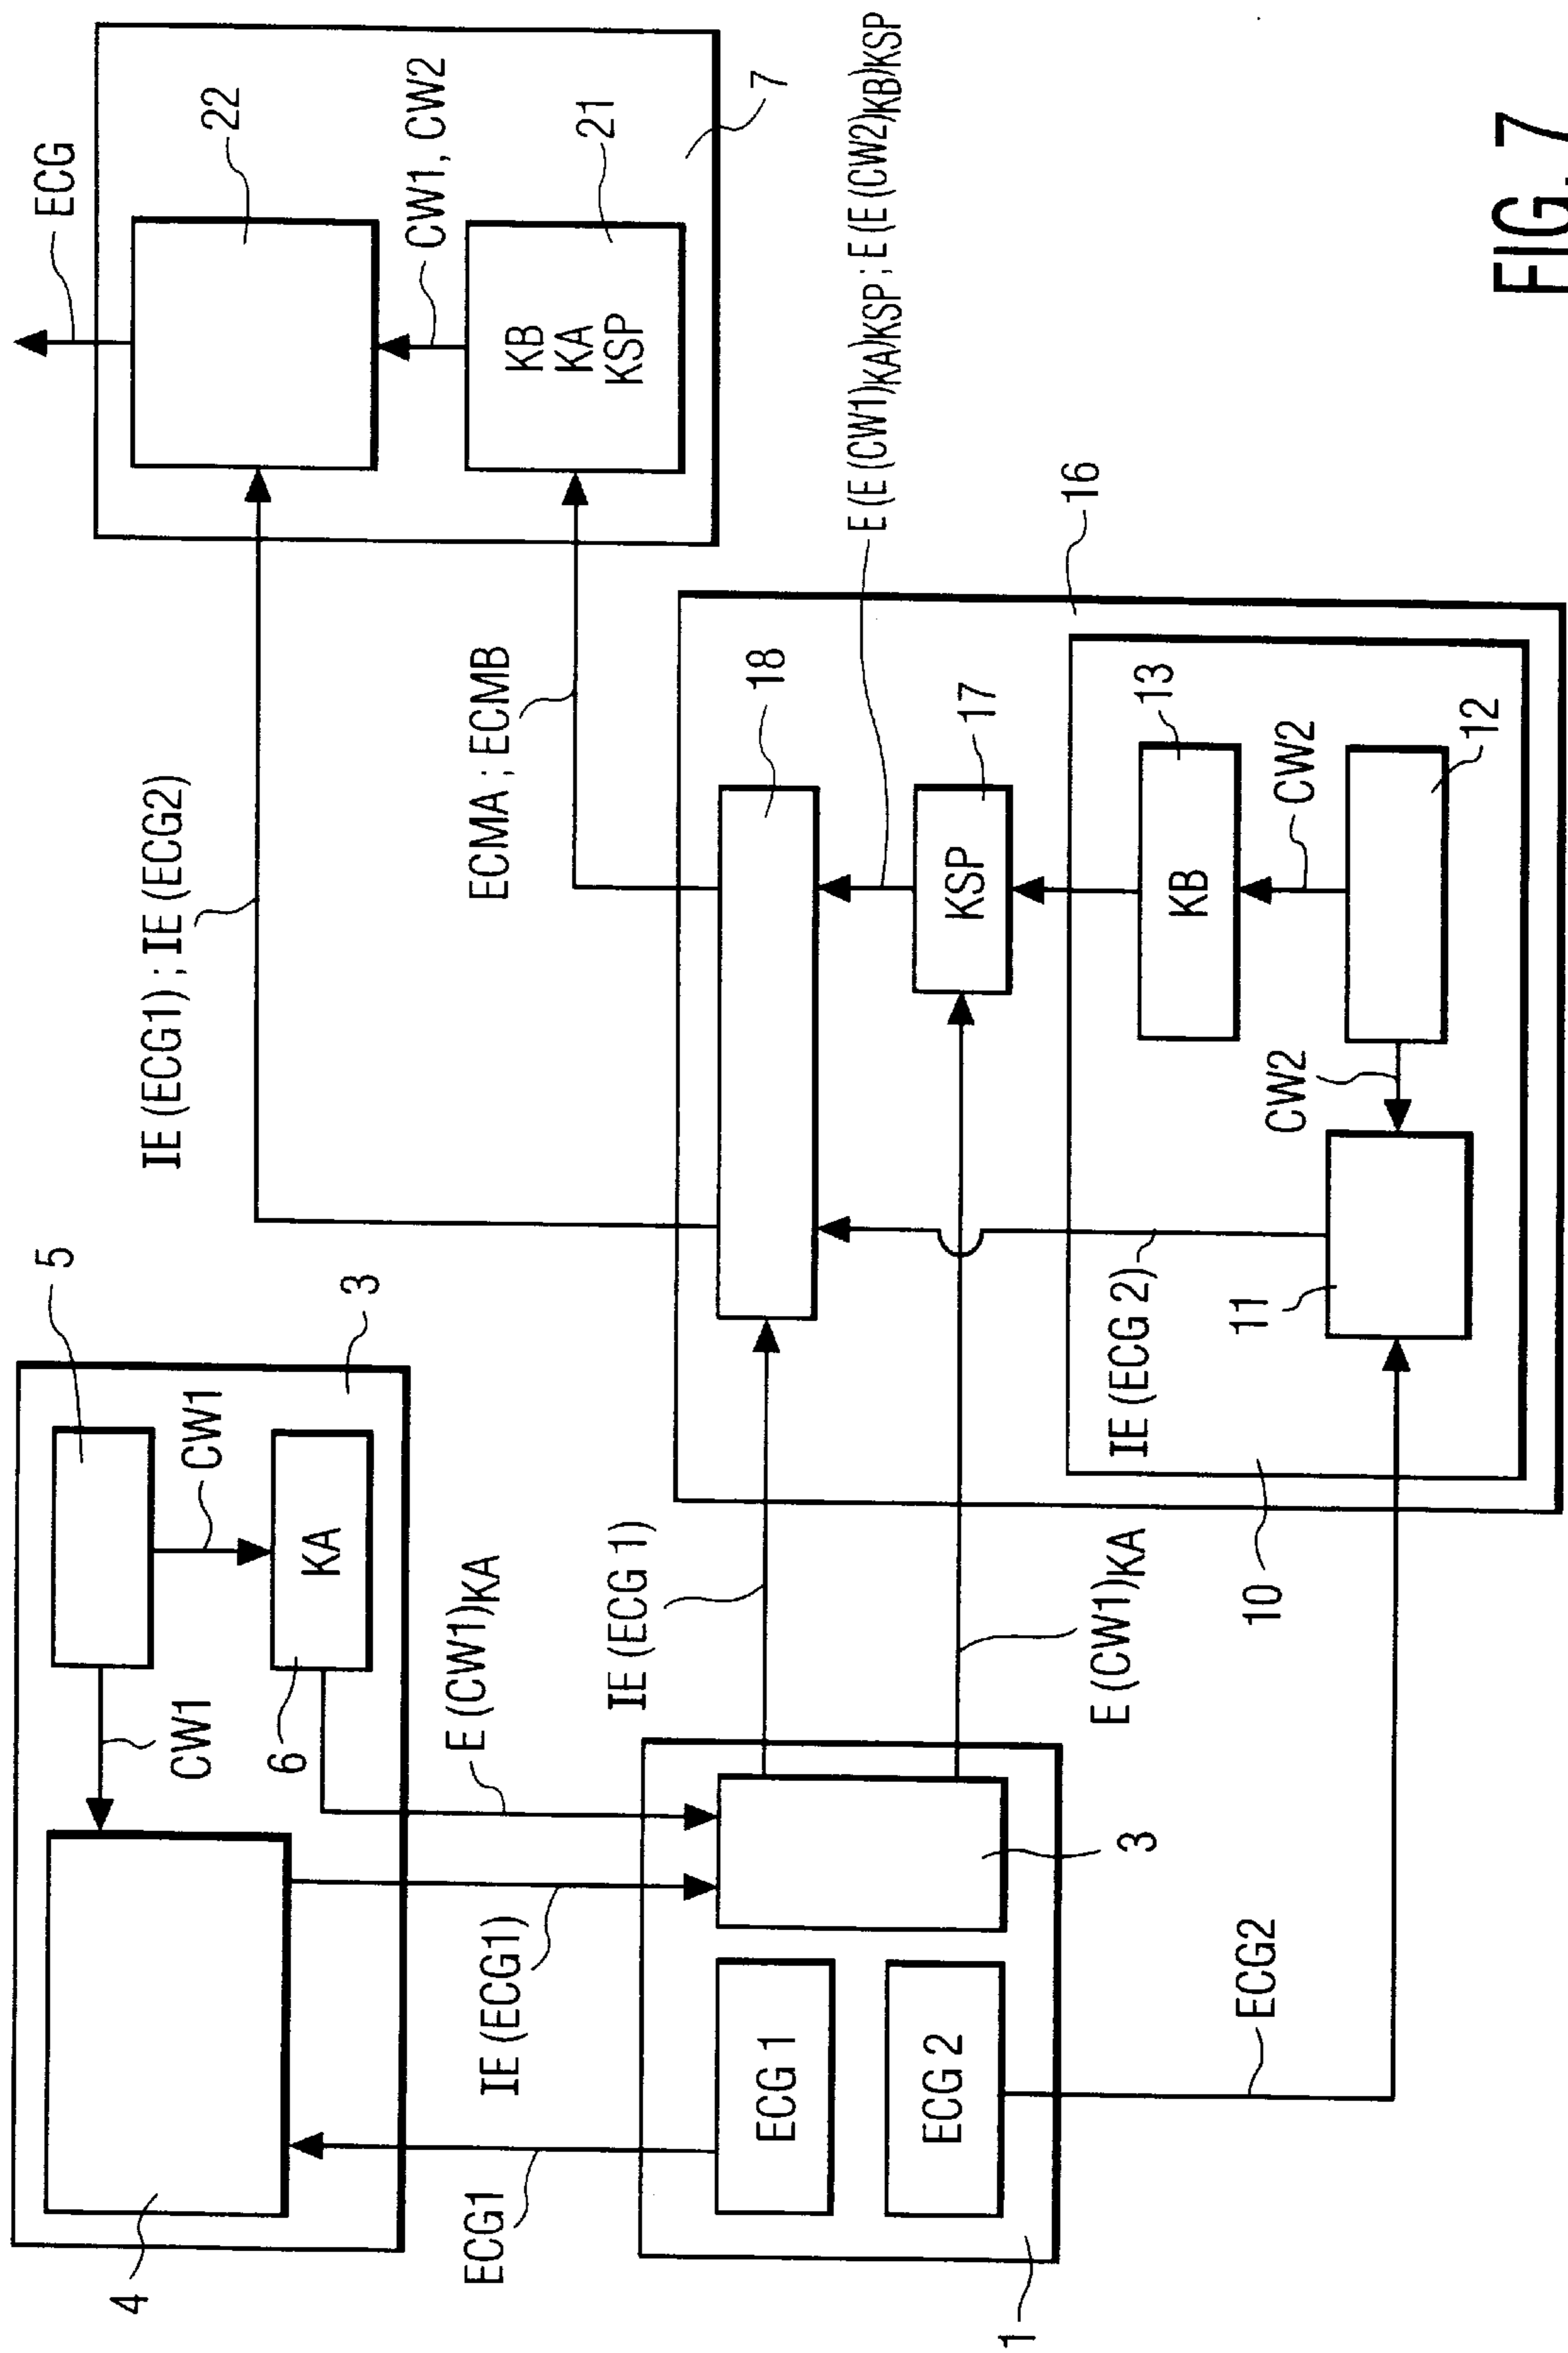 5
CW1
CW1
3
KA
6
4
E (CW1)KA
IE (ECG1)
ECG1
ECG 1
ECG 2
3
1
IE (ECG 1)
E (CW1)KA
ECG2
IE (ECG1) ; IE (ECG2)
ECMA ; ECMB
18
KSP
17
E (E (CW1)KA)KSP ; E (E (CW2)KB)KSP
16
KB
13
CW2
12
CW2
11
IE (ECG 2)
10
ECG
22
CW1, CW2
KB
KA
KSP
21
7
FIG. 7